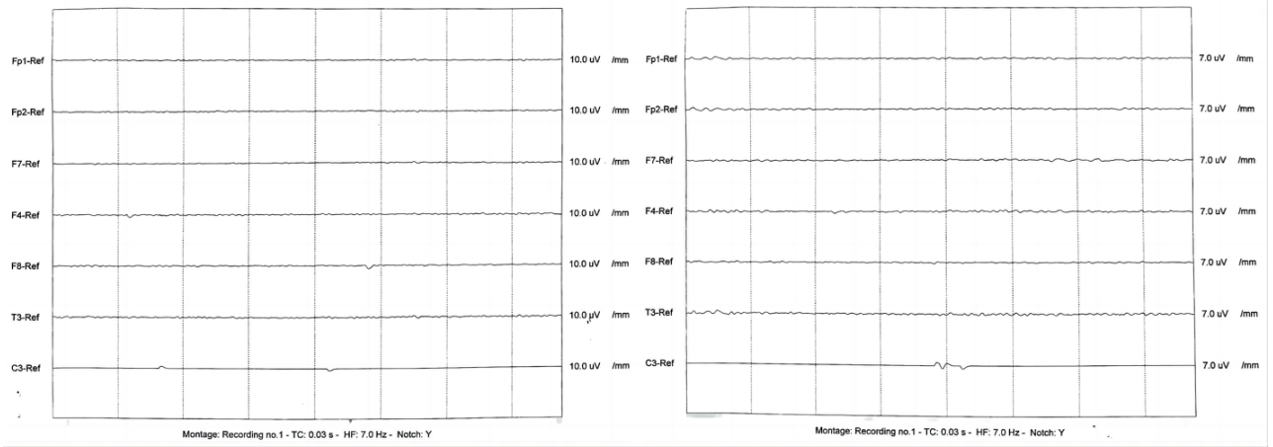 Fp1-Ref 10.0 uV /mm
Fp2-Ref 10.0 uV /mm
F7-Ref 10.0 uV /mm
F4-Ref 10.0 uV /mm
F8-Ref 10.0 uV /mm
T3-Ref 10.0 µV /mm
C3-Ref 10.0 uV /mm
Montage: Recording no.1 - TC: 0.03 s - HF: 7.0 Hz - Notch: Y
Fp1-Ref 7.0 uV /mm
Fp2-Ref 7.0 uV /mm
F7-Ref 7.0 uV /mm
F4-Ref 7.0 uV /mm
F8-Ref 7.0 uV /mm
T3-Ref 7.0 uV /mm
C3-Ref 7.0 uV /mm
Montage: Recording no.1 - TC: 0.03 s - HF: 7.0 Hz - Notch: Y